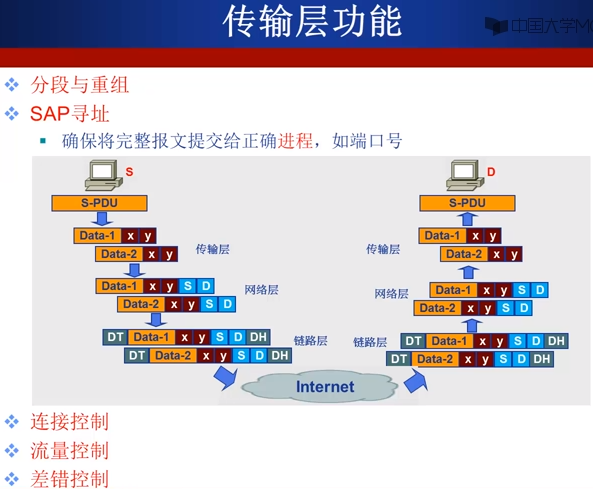 传输层功能
中国大学M
分段与重组
SAP寻址
确保将完整报文提交给正确进程，如端口号
S
D
S-PDU
S-PDU
Data-1 x y
Data-1 x y
Data-2 x y
传输层
传输层
Data-2 x y
Data-1 x y S D
网络层
网络层
Data-1 x y S D
Data-2 x y S D
Data-2 x y S D
DT Data-1 x y S D DH
链路层
链路层
DT Data-1 x y S D DH
DT Data-2 x y S D DH
DT Data-2 x y S D DH
Internet
连接控制
流量控制
差错控制